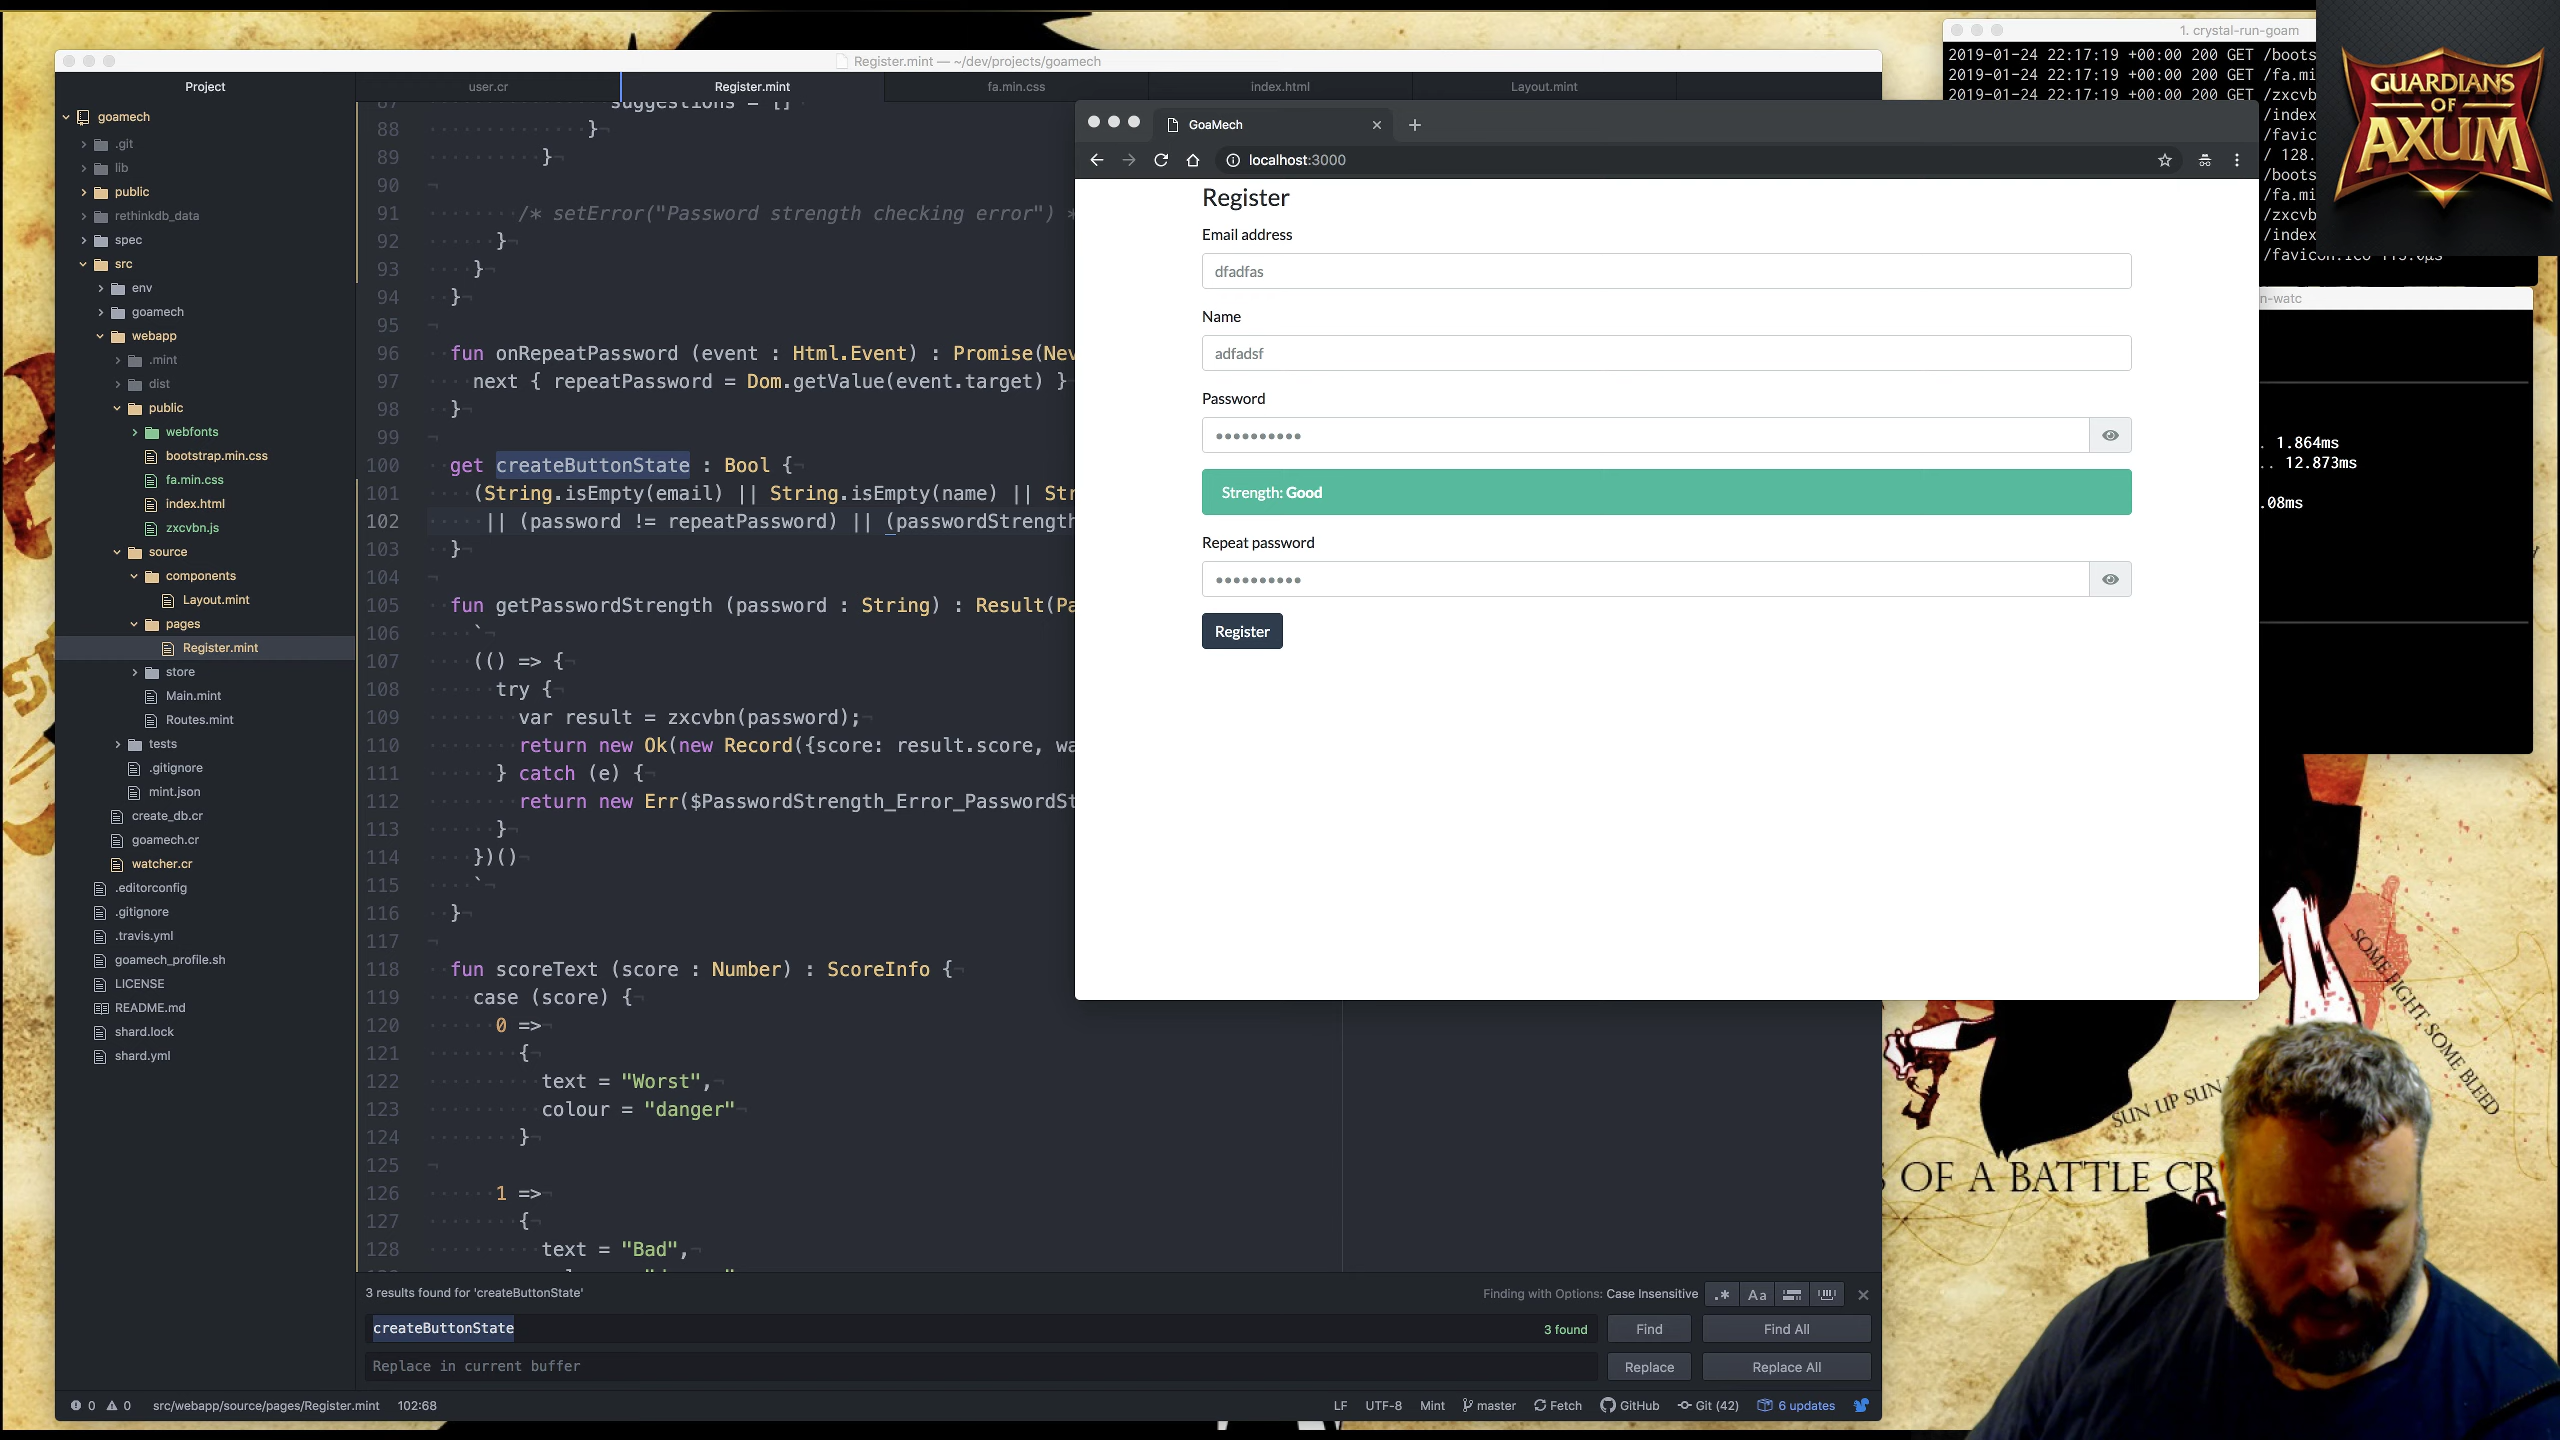 Register.mint — ~/dev/projects/goamech
Project
user.cr
Register.mint
fa.min.css
index.html
Layout.mint
goamech
.git
lib
public
rethinkdb_data
spec
src
env
goamech
webapp
.mint
dist
public
webfonts
bootstrap.min.css
fa.min.css
index.html
zxcvbn.js
source
components
Layout.mint
pages
Register.mint
store
Main.mint
Routes.mint
tests
.gitignore
mint.json
create_db.cr
goamech.cr
watcher.cr
.editorconfig
.gitignore
.travis.yml
goamech_profile.sh
LICENSE
README.md
shard.lock
shard.yml
87 suggestions = []
88 }
89 }
90
91 /* setError("Password strength checking error") *
92 }
93 }
94 }
95
96 fun onRepeatPassword (event : Html.Event) : Promise(Nev
97 next { repeatPassword = Dom.getValue(event.target) }
98 }
99
100 get createButtonState : Bool {
101 (String.isEmpty(email) || String.isEmpty(name) || Str
102 || (password != repeatPassword) || (passwordStrength
103 }
104
105 fun getPasswordStrength (password : String) : Result(Pa
106 `
107 (() => {
108 try {
109 var result = zxcvbn(password);
110 return new Ok(new Record({score: result.score, wa
111 } catch (e) {
112 return new Err($PasswordStrength_Error_PasswordSt
113 }
114 })()
115 `
116 }
117
118 fun scoreText (score : Number) : ScoreInfo {
119 case (score) {
120 0 =>
121 {
122 text = "Worst",
123 colour = "danger"
124 }
125
126 1 =>
127 {
128 text = "Bad",
3 results found for 'createButtonState'
Finding with Options: Case Insensitive
.* Aa
createButtonState
3 found
Find
Find All
Replace in current buffer
Replace
Replace All
0 0 src/webapp/source/pages/Register.mint 102:68
LF UTF-8 Mint master Fetch GitHub Git (42) 6 updates
GoaMech
localhost:3000
Register
Email address
dfadfas
Name
adfadsf
Password
••••••••••
Strength: Good
Repeat password
••••••••••
Register
1. crystal-run-goam
2019-01-24 22:17:19 +00:00 200 GET /boots
2019-01-24 22:17:19 +00:00 200 GET /fa.mi
2019-01-24 22:17:19 +00:00 200 GET /zxcvb
/index
/favic
/ 128.
/boots
/fa.mi
/zxcvb
/index
n-watc
. 1.864ms
.. 12.873ms
.08ms
GUARDIANS
OF
AXUM
SOME FIGHT, SOME BLEED
SUN UP SUN
S OF A BATTLE CR